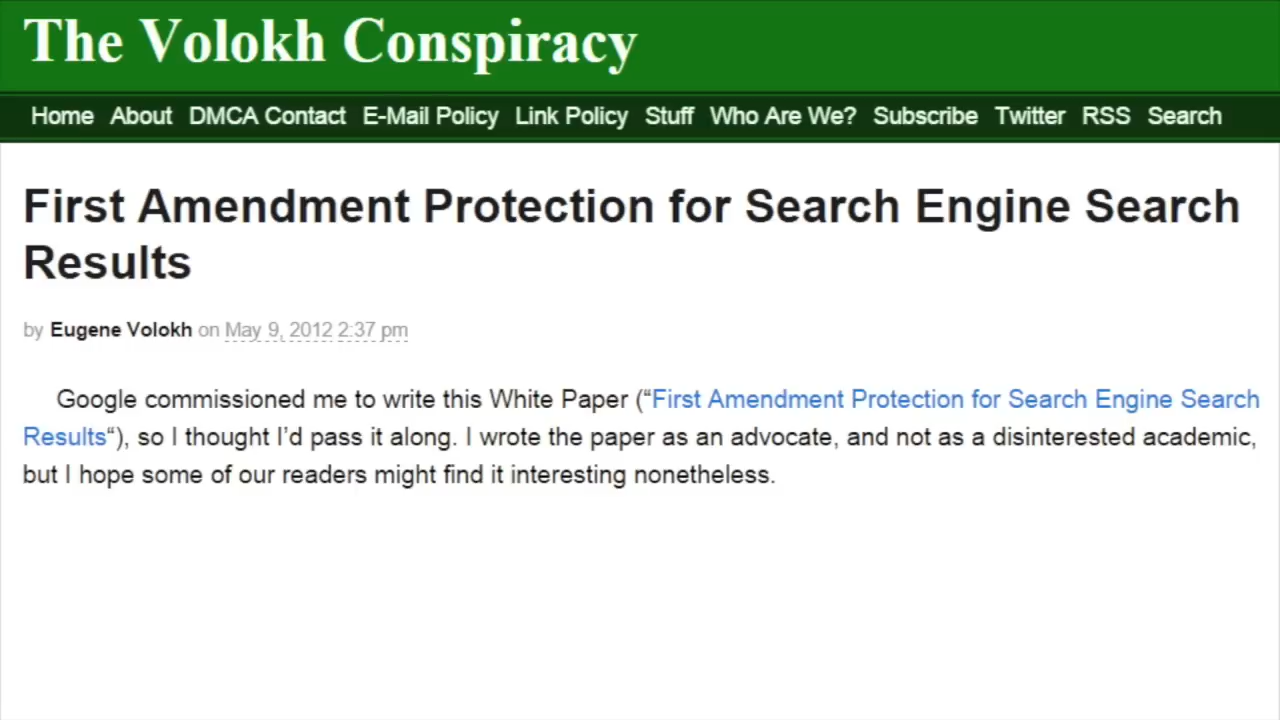 The Volokh Conspiracy
Home About DMCA Contact E-Mail Policy Link Policy Stuff Who Are We? Subscribe Twitter RSS Search
First Amendment Protection for Search Engine Search
Results
by Eugene Volokh on May 9, 2012 2:37 pm
Google commissioned me to write this White Paper (“First Amendment Protection for Search Engine Search
Results“), so I thought I’d pass it along. I wrote the paper as an advocate, and not as a disinterested academic,
but I hope some of our readers might find it interesting nonetheless.